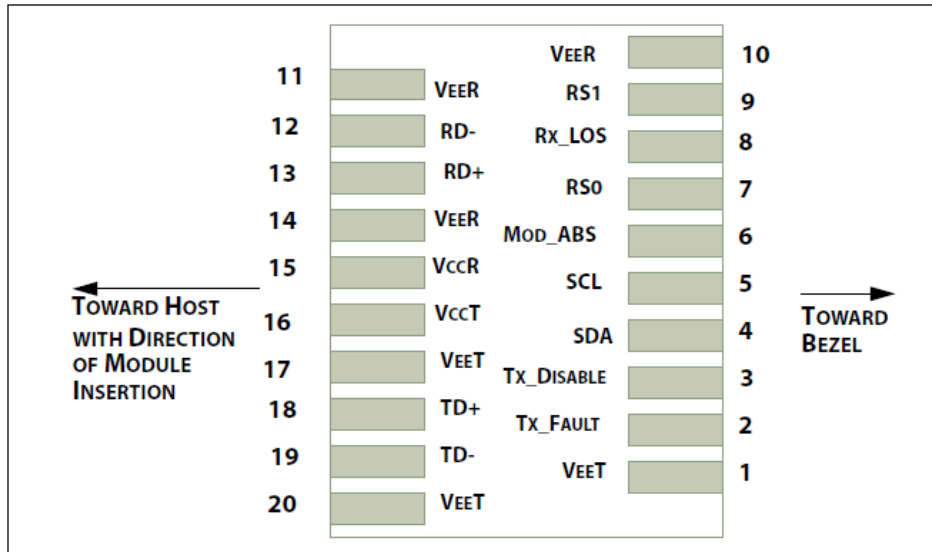 VEER 10
11 VEER
RS1 9
12 RD-
RX_LOS 8
13 RD+
RS0 7
14 VEER
MOD_ABS 6
15 VCCR
SCL 5
TOWARD HOST
WITH DIRECTION
OF MODULE
INSERTION
TOWARD
BEZEL
16 VCCT
SDA 4
17 VEET
TX_DISABLE 3
18 TD+
TX_FAULT 2
19 TD-
VEET 1
20 VEET